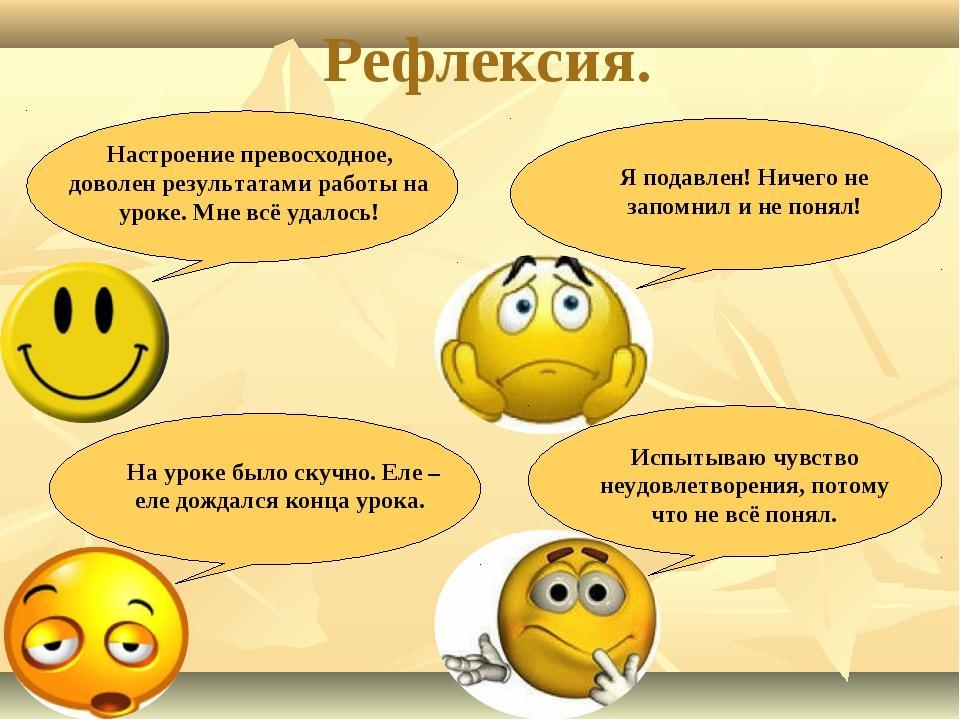 Рефлексия.
Настроение превосходное,
доволен результатами работы на
уроке. Мне всё удалось!
Я подавлен! Ничего не
запомнил и не понял!
На уроке было скучно. Еле –
еле дождался конца урока.
Испытываю чувство
неудовлетворения, потому
что не всё понял.